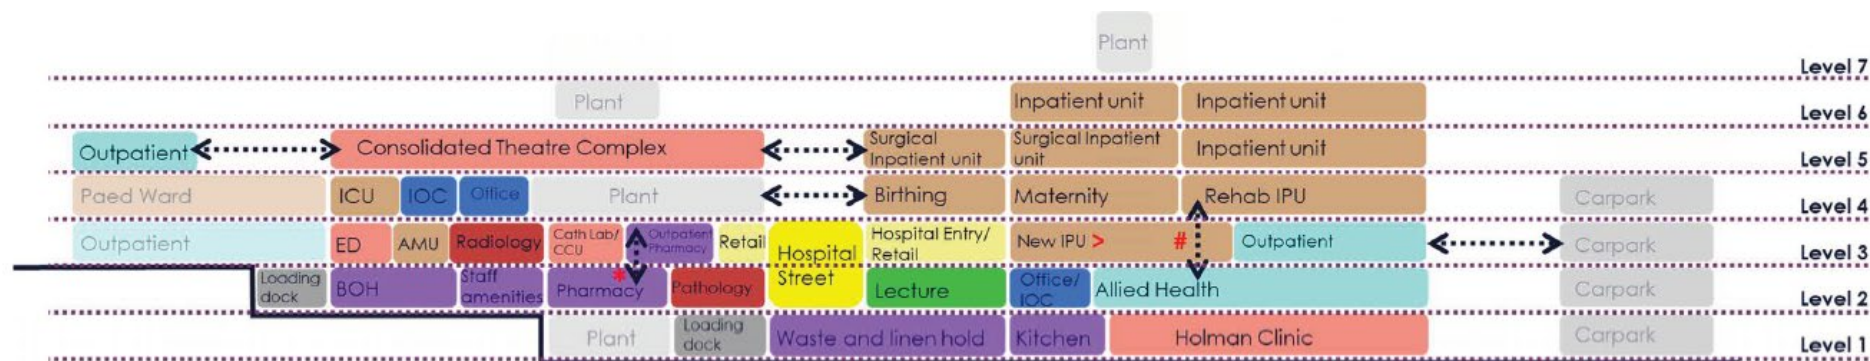 Plant
Level 7
Plant
Inpatient unit
Inpatient unit
Level 6
Outpatient
Consolidated Theatre Complex
Surgical
Inpatient unit
Surgical Inpatient
unit
Inpatient unit
Level 5
Paed Ward
ICU
IOC
Office
Plant
Birthing
Maternity
Rehab IPU
Carpark
Level 4
Outpatient
ED
AMU
Radiology
Cath Lab/
CCU
Outpatient
Pharmacy
Retail
Hospital
Street
Hospital Entry/
Retail
New IPU >
#
Outpatient
Carpark
Level 3
Loading
dock
BOH
Staff
amenities
*
Pharmacy
Pathology
Lecture
Office/
IOC
Allied Health
Carpark
Level 2
Plant
Loading
dock
Waste and linen hold
Kitchen
Holman Clinic
Carpark
Level 1